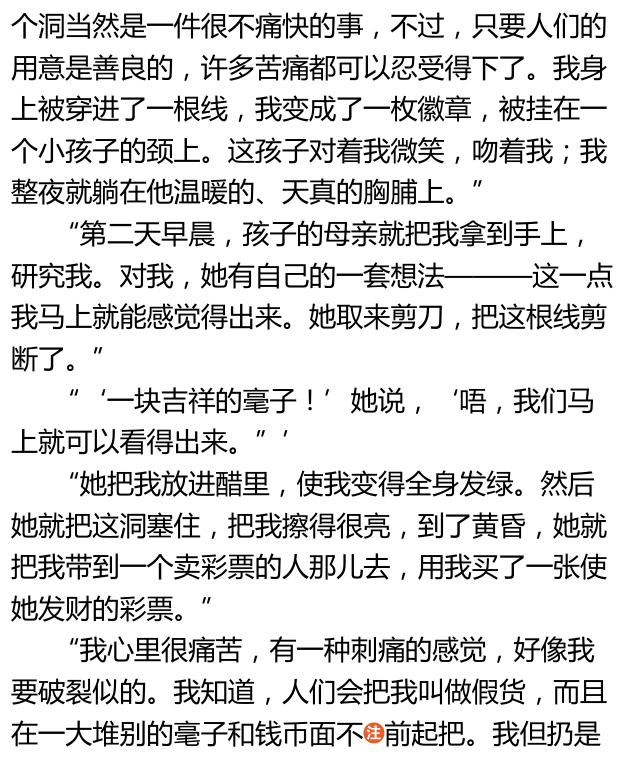 个洞当然是一件很不痛快的事，不过，只要人们的
用意是善良的，许多苦痛都可以忍受得下了。我身
上被穿进了一根线，我变成了一枚徽章，被挂在一
个小孩子的颈上。这孩子对着我微笑，吻着我；我
整夜就躺在他温暖的、天真的胸脯上。”
“第二天早晨，孩子的母亲就把我拿到手上，
研究我。对我，她有自己的一套想法———这一点
我马上就能感觉得出来。她取来剪刀，把这根线剪
断了。”
“‘一块吉祥的毫子！’她说，‘唔，我们马
上就可以看得出来。”’
“她把我放进醋里，使我变得全身发绿。然后
她就把这洞塞住，把我擦得很亮，到了黄昏，她就
把我带到一个卖彩票的人那儿去，用我买了一张使
她发财的彩票。”
“我心里很痛苦，有一种刺痛的感觉，好像我
要破裂似的。我知道，人们会把我叫做假货，而且
在一大堆别的毫子和钱币面不注前起把。我但扔是